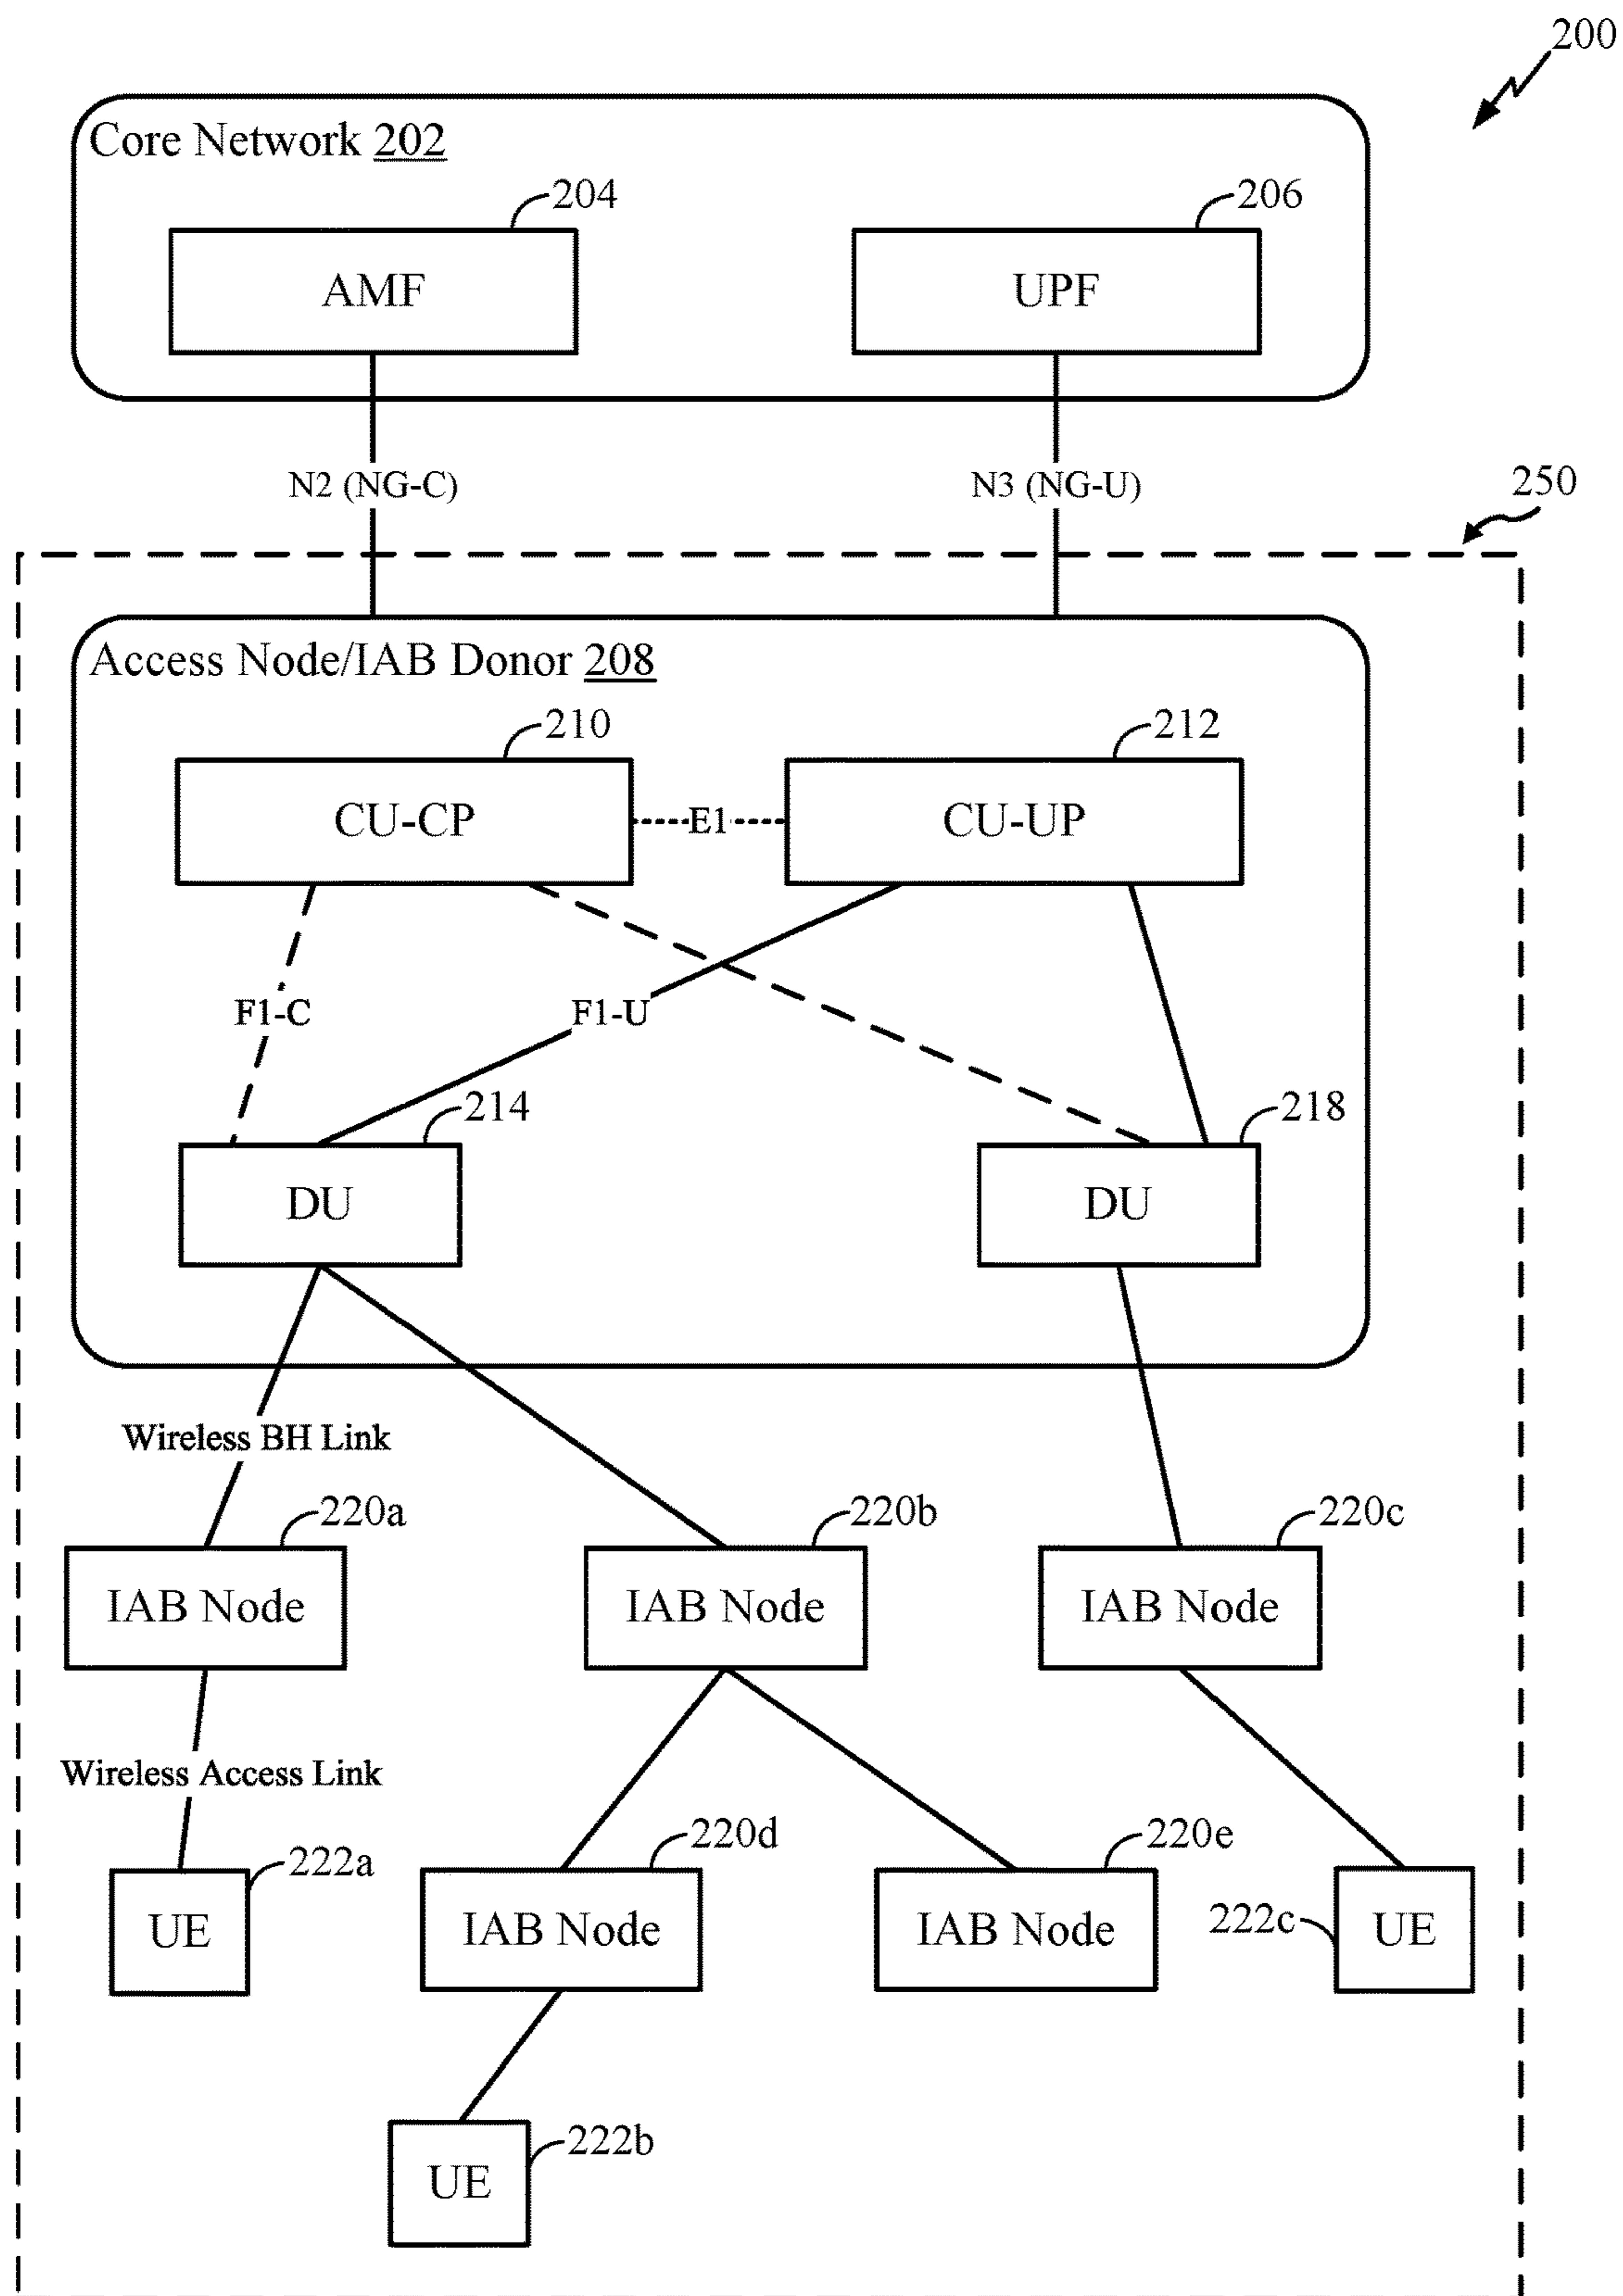 200
Core Network 202
204
206
AMF
UPF
N2 (NG-C)
N3 (NG-U)
250
Access Node/IAB Donor 208
210
212
CU-CP
E1
CU-UP
F1-C
F1-U
214
218
DU
DU
Wireless BH Link
220a
220b
220c
IAB Node
IAB Node
IAB Node
Wireless Access Link
220d
220e
222a
222c
UE
IAB Node
IAB Node
UE
222b
UE